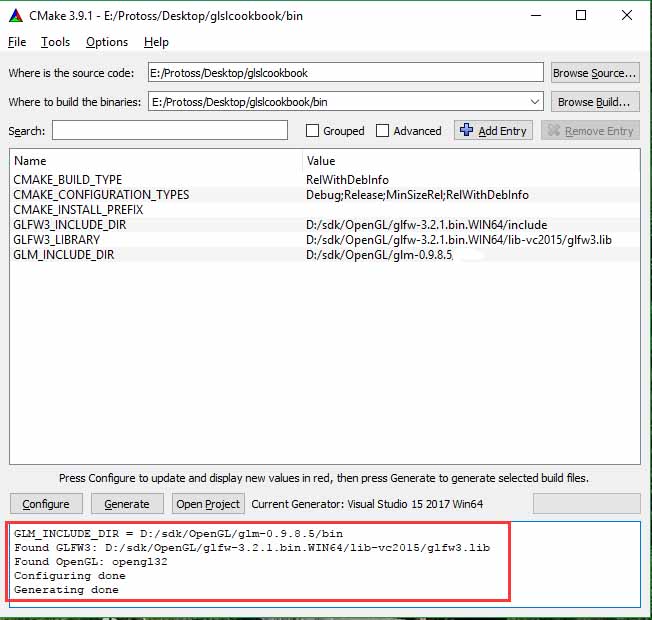 CMake 3.9.1 - E:/Protoss/Desktop/glslcookbook/bin
File Tools Options Help
Where is the source code: E:/Protoss/Desktop/glslcookbook Browse Source...
Where to build the binaries: E:/Protoss/Desktop/glslcookbook/bin Browse Build...
Search: Grouped Advanced Add Entry Remove Entry
Name Value
CMAKE_BUILD_TYPE RelWithDebInfo
CMAKE_CONFIGURATION_TYPES Debug;Release;MinSizeRel;RelWithDebInfo
CMAKE_INSTALL_PREFIX
GLFW3_INCLUDE_DIR D:/sdk/OpenGL/glfw-3.2.1.bin.WIN64/include
GLFW3_LIBRARY D:/sdk/OpenGL/glfw-3.2.1.bin.WIN64/lib-vc2015/glfw3.lib
GLM_INCLUDE_DIR D:/sdk/OpenGL/glm-0.9.8.5/
Press Configure to update and display new values in red, then press Generate to generate selected build files.
Configure Generate Open Project Current Generator: Visual Studio 15 2017 Win64
GLM_INCLUDE_DIR = D:/sdk/OpenGL/glm-0.9.8.5/bin
Found GLFW3: D:/sdk/OpenGL/glfw-3.2.1.bin.WIN64/lib-vc2015/glfw3.lib
Found OpenGL: opengl32
Configuring done
Generating done